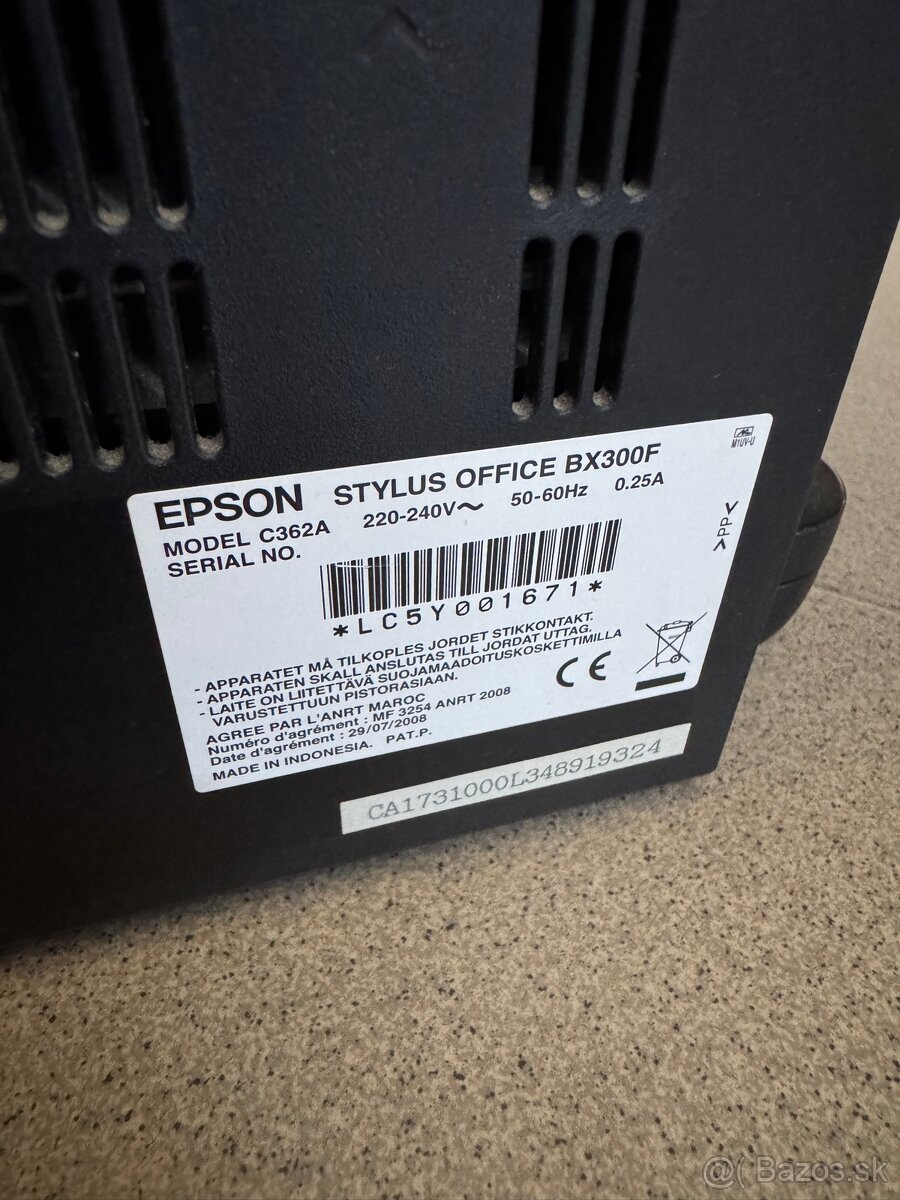 EPSON STYLUS OFFICE BX300F
MODEL C362A 220-240V~ 50-60Hz 0.25A
SERIAL NO.
*LC5Y001671*
- APPARATET MÅ TILKOPLES JORDET STIKKONTAKT.
- APPARATEN SKALL ANSLUTAS TILL JORDAT UTTAG.
- LAITE ON LIITETTÄVÄ SUOJAMAADOITUSKOSKETTIMILLA
VARUSTETTUUN PISTORASIAAN.
AGREE PAR L'ANRT MAROC
Numéro d'agrément : MF 3254 ANRT 2008
Date d'agrément : 29/07/2008
MADE IN INDONESIA. PAT.P.
CE
M1UV-U
>PP<
CA1731000L348919324
@( Bazos.sk